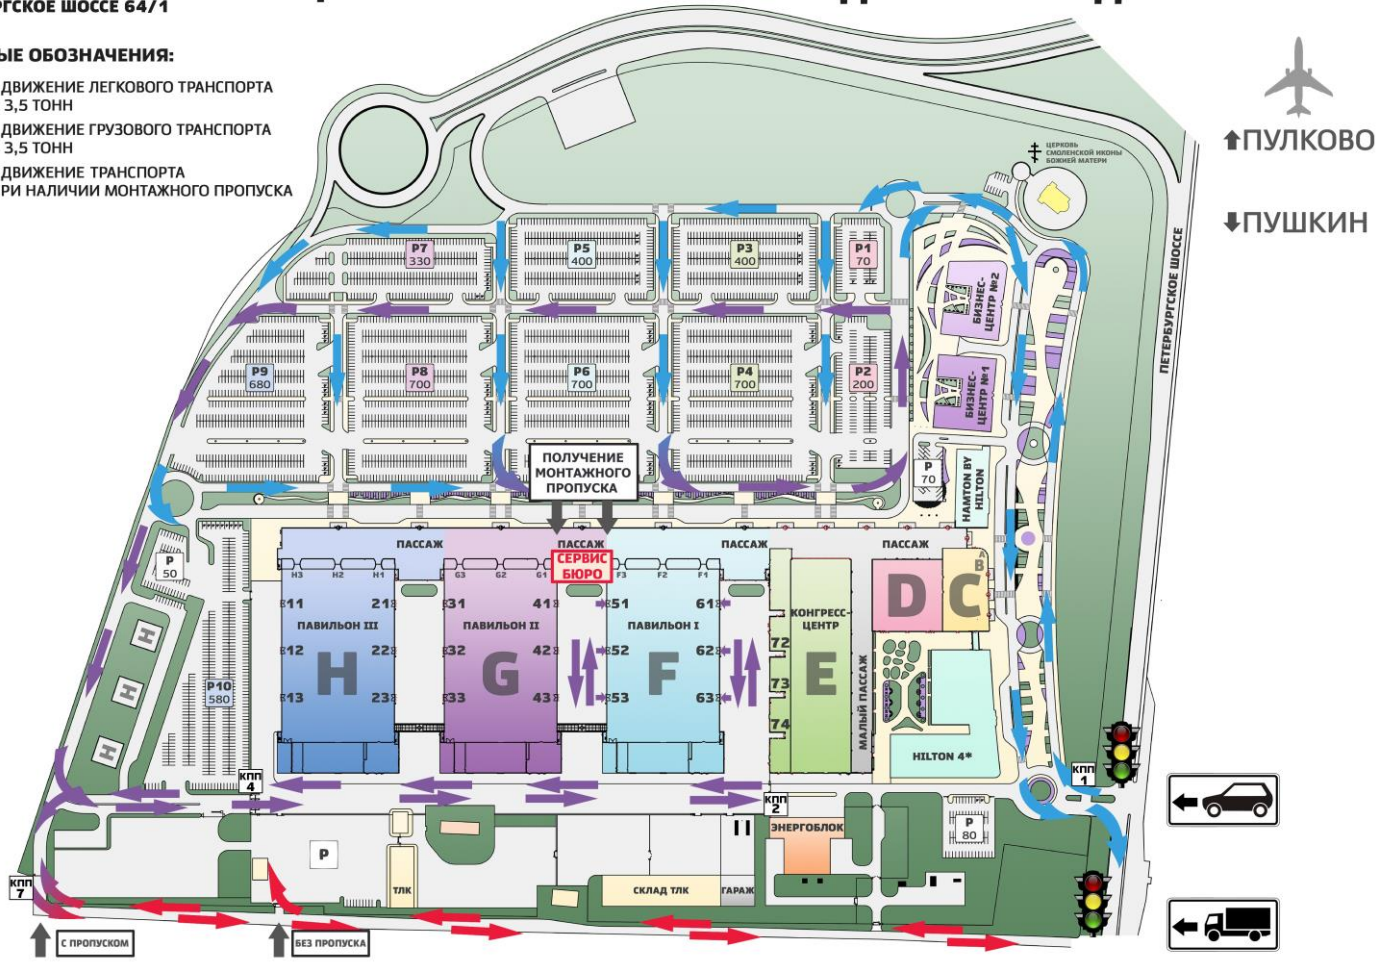 РГСКОЕ ШОССЕ 64/1
ЫЕ ОБОЗНАЧЕНИЯ:
ДВИЖЕНИЕ ЛЕГКОВОГО ТРАНСПОРТА
3,5 ТОНН
ДВИЖЕНИЕ ГРУЗОВОГО ТРАНСПОРТА
3,5 ТОНН
ДВИЖЕНИЕ ТРАНСПОРТА
РИ НАЛИЧИИ МОНТАЖНОГО ПРОПУСКА
ПУЛКОВО
ПУШКИН
ПЕТЕРБУРГСКОЕ ШОССЕ
ЦЕРКОВЬ
СМОЛЕНСКОЙ ИКОНЫ
БОЖИЕЙ МАТЕРИ
P7
330
P5
400
P3
400
P1
70
P9
680
P8
700
P6
700
P4
700
P2
200
БИЗНЕС-
ЦЕНТР №2
БИЗНЕС-
ЦЕНТР №1
P
70
HAMTON BY
HILTON
ПОЛУЧЕНИЕ
МОНТАЖНОГО
ПРОПУСКА
ПАССАЖ
ПАССАЖ
ПАССАЖ
ПАССАЖ
СЕРВИС
БЮРО
H3 H2 H1
G3 G2 G1
F3 F2 F1
A
B
D
C
11 21
31 41
51 61
ПАВИЛЬОН III
ПАВИЛЬОН II
ПАВИЛЬОН I
КОНГРЕСС-
ЦЕНТР
12 22
32 42
52 62
72
H
G
F
E
13 23
33 43
53 63
73
74
МАЛЫЙ ПАССАЖ
HILTON 4*
P
50
H
H
H
P10
580
КПП
4
КПП
2
КПП
1
КПП
7
P
80
ЭНЕРГОБЛОК
P
ТЛК
СКЛАД ТЛК
ГАРАЖ
С ПРОПУСКОМ
БЕЗ ПРОПУСКА